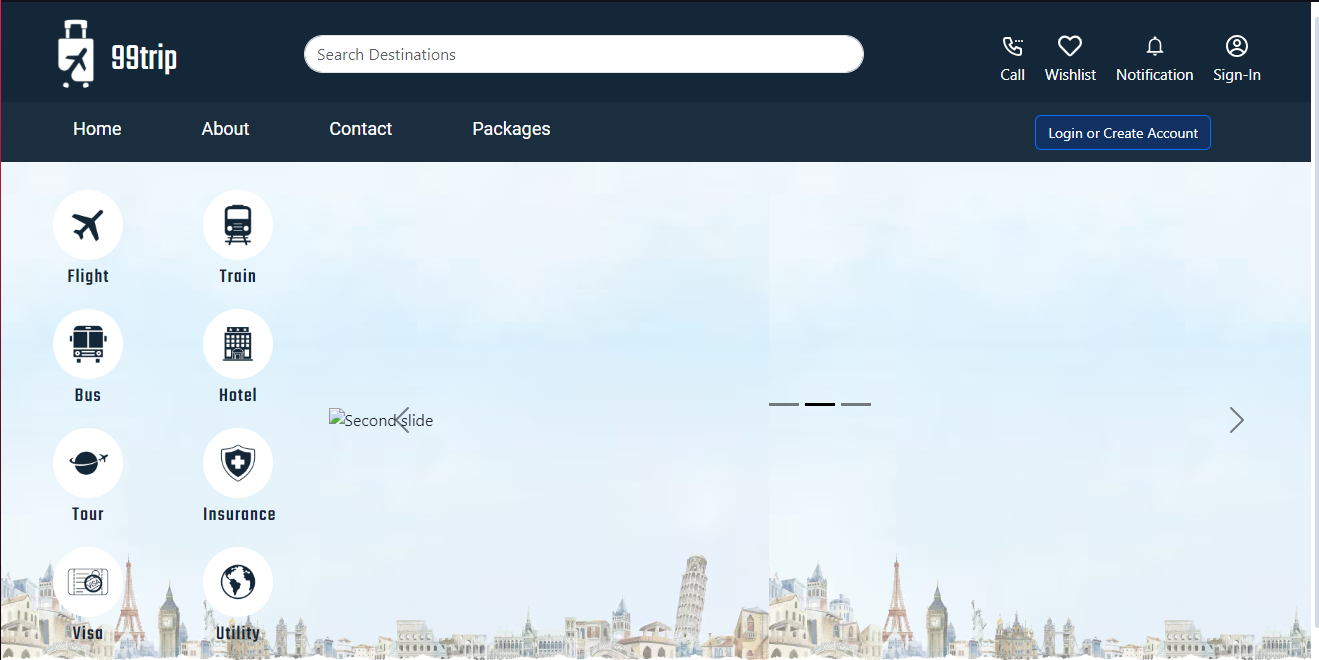 99trip
Search Destinations
Call
Wishlist
Notification
Sign-In
Home
About
Contact
Packages
Login or Create Account
Flight
Train
Bus
Hotel
Second slide
Tour
Insurance
Visa
Utility